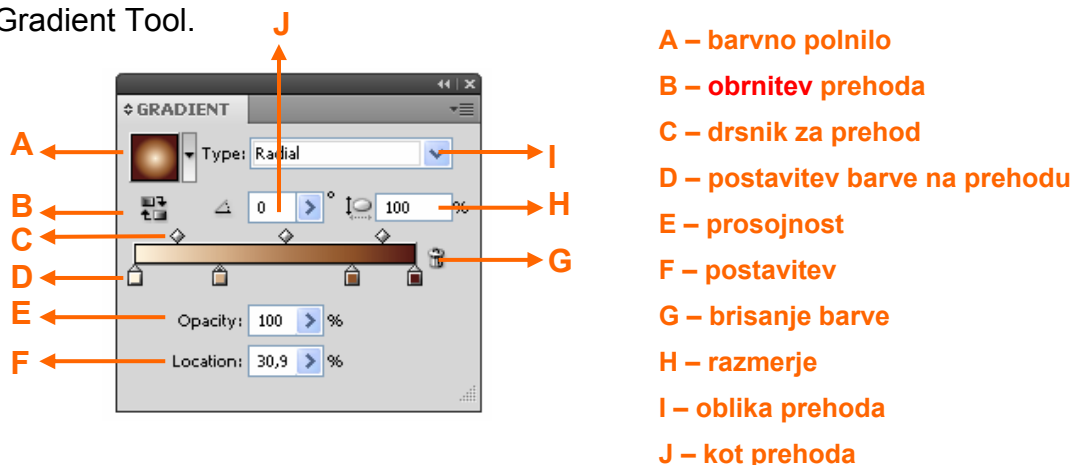 Gradient Tool.
J
GRADIENT
A
Type: Radial
I
B
0 °
100 %
H
C
G
D
E
Opacity: 100 %
F
Location: 30,9 %
A – barvno polnilo
B – obrnitev prehoda
C – drsnik za prehod
D – postavitev barve na prehodu
E – prosojnost
F – postavitev
G – brisanje barve
H – razmerje
I – oblika prehoda
J – kot prehoda